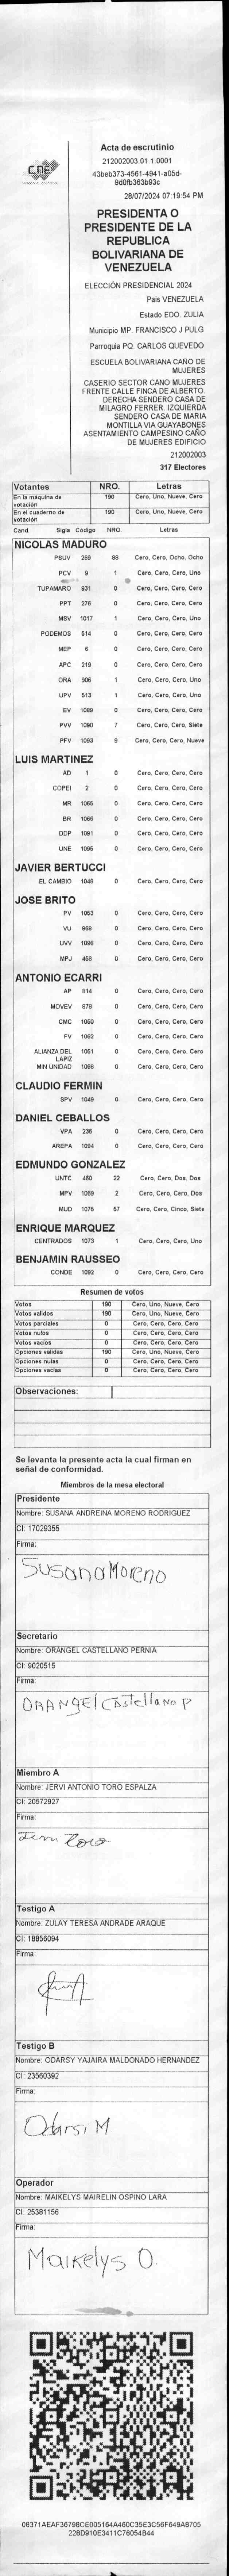 CNE
Acta de escrutinio
212002003.01.1.0001
43beb373-4561-4941-a05d-
9d0fb363b93c
28/07/2024 07:19:54 PM
PRESIDENTA O
PRESIDENTE DE LA
REPUBLICA
BOLIVARIANA DE
VENEZUELA
ELECCIÓN PRESIDENCIAL 2024
País VENEZUELA
Estado EDO. ZULIA
Municipio MP. FRANCISCO J PULG
Parroquia PQ. CARLOS QUEVEDO
ESCUELA BOLIVARIANA CANO DE
MUJERES
CASERIO SECTOR CANO MUJERES
FRENTE CALLE FINCA DE ALBERTO.
DERECHA SENDERO CASA DE
MILAGRO FERRER. IZQUIERDA
SENDERO CASA DE MARIA
MONTILLA VIA GUAYABONES
ASENTAMIENTO CAMPESINO CAÑO
DE MUJERES EDIFICIO
212002003
317 Electores
Votantes NRO. Letras
En la máquina de votación 190 Cero, Uno, Nueve, Cero
En el cuaderno de votación 190 Cero, Uno, Nueve, Cero
Cand. Sigla Codigo NRO. Letras
NICOLAS MADURO
PSUV 269 88 Cero, Cero, Ocho, Ocho
PCV 9 1 Cero, Cero, Cero, Uno
TUPAMARO 931 0 Cero, Cero, Cero, Cero
PPT 276 0 Cero, Cero, Cero, Cero
MSV 1017 1 Cero, Cero, Cero, Uno
PODEMOS 514 0 Cero, Cero, Cero, Cero
MEP 6 0 Cero, Cero, Cero, Cero
APC 218 0 Cero, Cero, Cero, Cero
ORA 906 1 Cero, Cero, Cero, Uno
UPV 613 1 Cero, Cero, Cero, Uno
EV 1089 0 Cero, Cero, Cero, Cero
PVV 1090 7 Cero, Cero, Cero, Siete
PFV 1093 9 Cero, Cero, Cero, Nueve
LUIS MARTINEZ
AD 1 0 Cero, Cero, Cero, Cero
COPEI 2 0 Cero, Cero, Cero, Cero
MR 1065 0 Cero, Cero, Cero, Cero
BR 1066 0 Cero, Cero, Cero, Cero
DDP 1091 0 Cero, Cero, Cero, Cero
UNE 1095 0 Cero, Cero, Cero, Cero
JAVIER BERTUCCI
EL CAMBIO 1048 0 Cero, Cero, Cero, Cero
JOSE BRITO
PV 1053 0 Cero, Cero, Cero, Cero
VU 868 0 Cero, Cero, Cero, Cero
UVV 1096 0 Cero, Cero, Cero, Cero
MPJ 458 0 Cero, Cero, Cero, Cero
ANTONIO ECARRI
AP 814 0 Cero, Cero, Cero, Cero
MOVEV 878 0 Cero, Cero, Cero, Cero
CMC 1050 0 Cero, Cero, Cero, Cero
FV 1062 0 Cero, Cero, Cero, Cero
ALIANZA DEL LAPIZ 1051 0 Cero, Cero, Cero, Cero
MIN UNIDAD 1068 0 Cero, Cero, Cero, Cero
CLAUDIO FERMIN
SPV 1049 0 Cero, Cero, Cero, Cero
DANIEL CEBALLOS
VPA 236 0 Cero, Cero, Cero, Cero
AREPA 1094 0 Cero, Cero, Cero, Cero
EDMUNDO GONZALEZ
UNTC 460 22 Cero, Cero, Dos, Dos
MPV 1069 2 Cero, Cero, Cero, Dos
MUD 1075 57 Cero, Cero, Cinco, Siete
ENRIQUE MARQUEZ
CENTRADOS 1073 1 Cero, Cero, Cero, Uno
BENJAMIN RAUSSEO
CONDE 1092 0 Cero, Cero, Cero, Cero
Resumen de votos
Votos 190 Cero, Uno, Nueve, Cero
Votos validos 190 Cero, Uno, Nueve, Cero
Votos parciales 0 Cero, Cero, Cero, Cero
Votos nulos 0 Cero, Cero, Cero, Cero
Votos vacios 0 Cero, Cero, Cero, Cero
Opciones validas 190 Cero, Uno, Nueve, Cero
Opciones nulas 0 Cero, Cero, Cero, Cero
Opciones vacias 0 Cero, Cero, Cero, Cero
Observaciones:
Se levanta la presente acta la cual firman en
señal de conformidad.
Miembros de la mesa electoral
Presidente
Nombre: SUSANA ANDREINA MORENO RODRIGUEZ
CI: 17029355
Firma:
Susana Moreno
Secretario
Nombre: ORANGEL CASTELLANO PERNIA
CI: 9020515
Firma:
ORANgEl Castellano P
Miembro A
Nombre: JERVI ANTONIO TORO ESPALZA
CI: 20572927
Firma:
Toro
Testigo A
Nombre: ZULAY TERESA ANDRADE ARAQUE
CI: 18856094
Firma:
Testigo B
Nombre: ODARSY YAJAIRA MALDONADO HERNANDEZ
CI: 23560392
Firma:
Odarsi M
Operador
Nombre: MAIKELYS MAIRELIN OSPINO LARA
CI: 25381156
Firma:
Maikelys O.
08371AEAF36798CE005164A460C35E3C56F649A8705
228D910E3411C76054B44